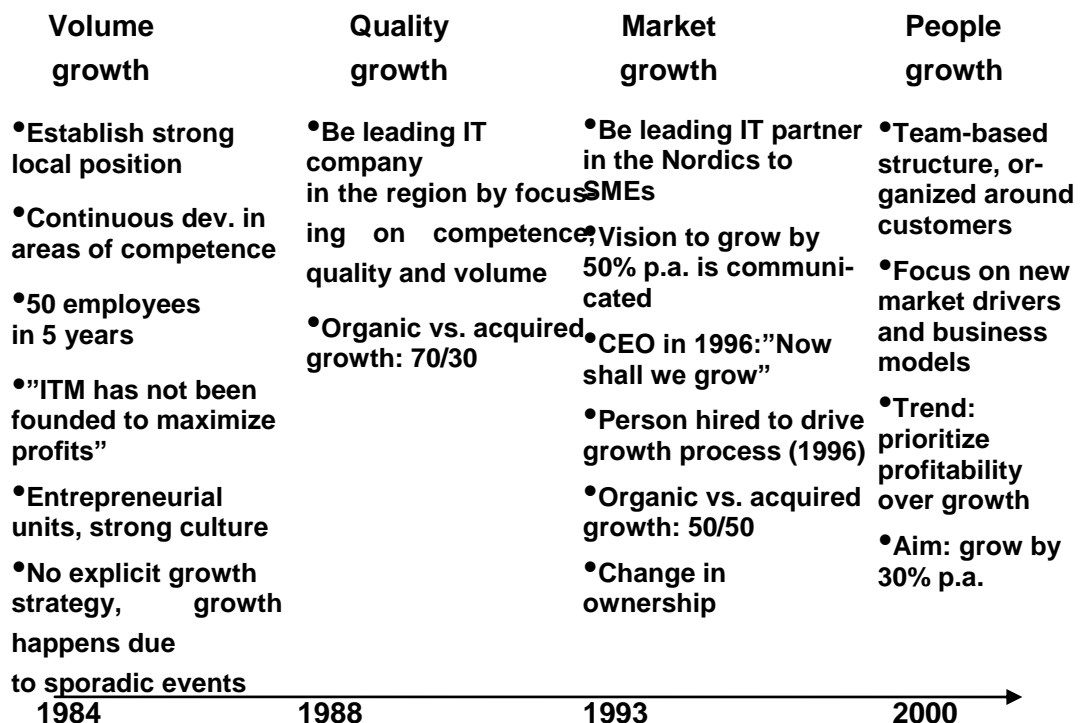 Volume
growth
•Establish strong
local position
•Continuous dev. in
areas of competence
•50 employees
in 5 years
•”ITM has not been
founded to maximize
profits”
•Entrepreneurial
units, strong culture
•No explicit growth
strategy, growth
happens due
to sporadic events
Quality
growth
•Be leading IT
company
in the region by focus-
ing on competence,
quality and volume
•Organic vs. acquired
growth: 70/30
Market
growth
•Be leading IT partner
in the Nordics to
SMEs
•Vision to grow by
50% p.a. is communi-
cated
•CEO in 1996:”Now
shall we grow”
•Person hired to drive
growth process (1996)
•Organic vs. acquired
growth: 50/50
•Change in
ownership
People
growth
•Team-based
structure, or-
ganized around
customers
•Focus on new
market drivers
and business
models
•Trend:
prioritize
profitability
over growth
•Aim: grow by
30% p.a.
1984 1988 1993 2000